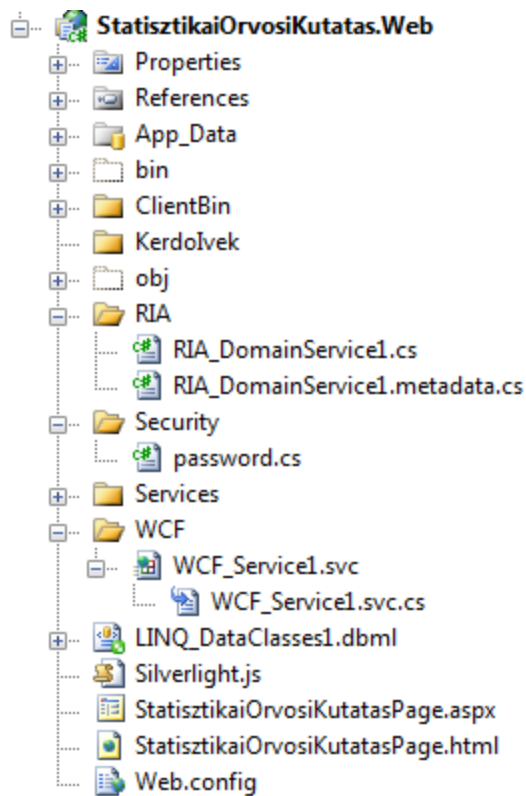 StatisztikaiOrvosiKutatas.Web
Properties
References
App_Data
bin
ClientBin
KerdoIvek
obj
RIA
RIA_DomainService1.cs
RIA_DomainService1.metadata.cs
Security
password.cs
Services
WCF
WCF_Service1.svc
WCF_Service1.svc.cs
LINQ_DataClasses1.dbml
Silverlight.js
StatisztikaiOrvosiKutatasPage.aspx
StatisztikaiOrvosiKutatasPage.html
Web.config